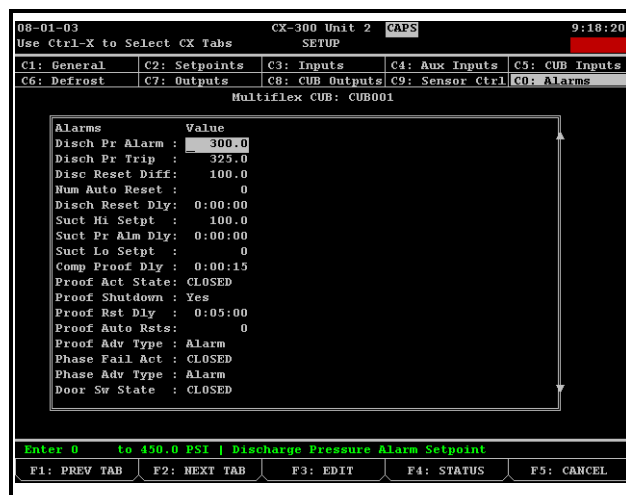 08-01-03 CX-300 Unit 2 CAPS 9:18:20
Use Ctrl-X to Select CX Tabs SETUP
C1: General C2: Setpoints C3: Inputs C4: Aux Inputs C5: CUB Inputs
C6: Defrost C7: Outputs C8: CUB Outputs C9: Sensor Ctrl C0: Alarms
Multiflex CUB: CUB001
Alarms Value
Disch Pr Alarm : 300.0
Disch Pr Trip : 325.0
Disc Reset Diff: 100.0
Num Auto Reset : 0
Disch Reset Dly: 0:00:00
Suct Hi Setpt : 100.0
Suct Pr Alm Dly: 0:00:00
Suct Lo Setpt : 0
Comp Proof Dly : 0:00:15
Proof Act State: CLOSED
Proof Shutdown : Yes
Proof Rst Dly : 0:05:00
Proof Auto Rsts: 0
Proof Adv Type : Alarm
Phase Fail Act : CLOSED
Phase Adv Type : Alarm
Door Sw State : CLOSED
Enter 0 to 450.0 PSI | Discharge Pressure Alarm Setpoint
F1: PREV TAB F2: NEXT TAB F3: EDIT F4: STATUS F5: CANCEL